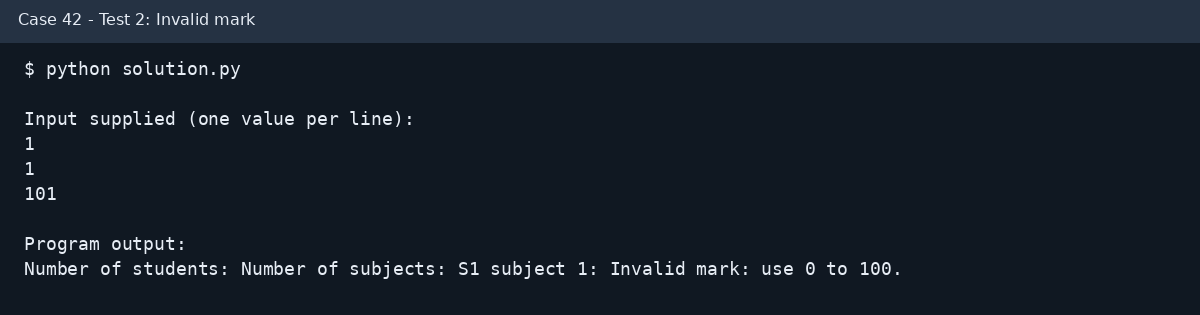 Case 42 - Test 2: Invalid mark
$ python solution.py
Input supplied (one value per line):
1
1
101
Program output:
Number of students: Number of subjects: S1 subject 1: Invalid mark: use 0 to 100.